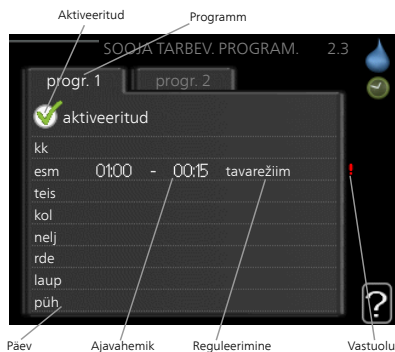 Aktiveeritud
Programm
SOOJA TARBEV. PROGRAM. 2.3
progr. 1 progr. 2
aktiveeritud
kk
esm 01:00 - 00:15 tavarežiim !
teis
kol
nelj
rde
laup
püh
?
Päev Ajavahemik Reguleerimine Vastuolu